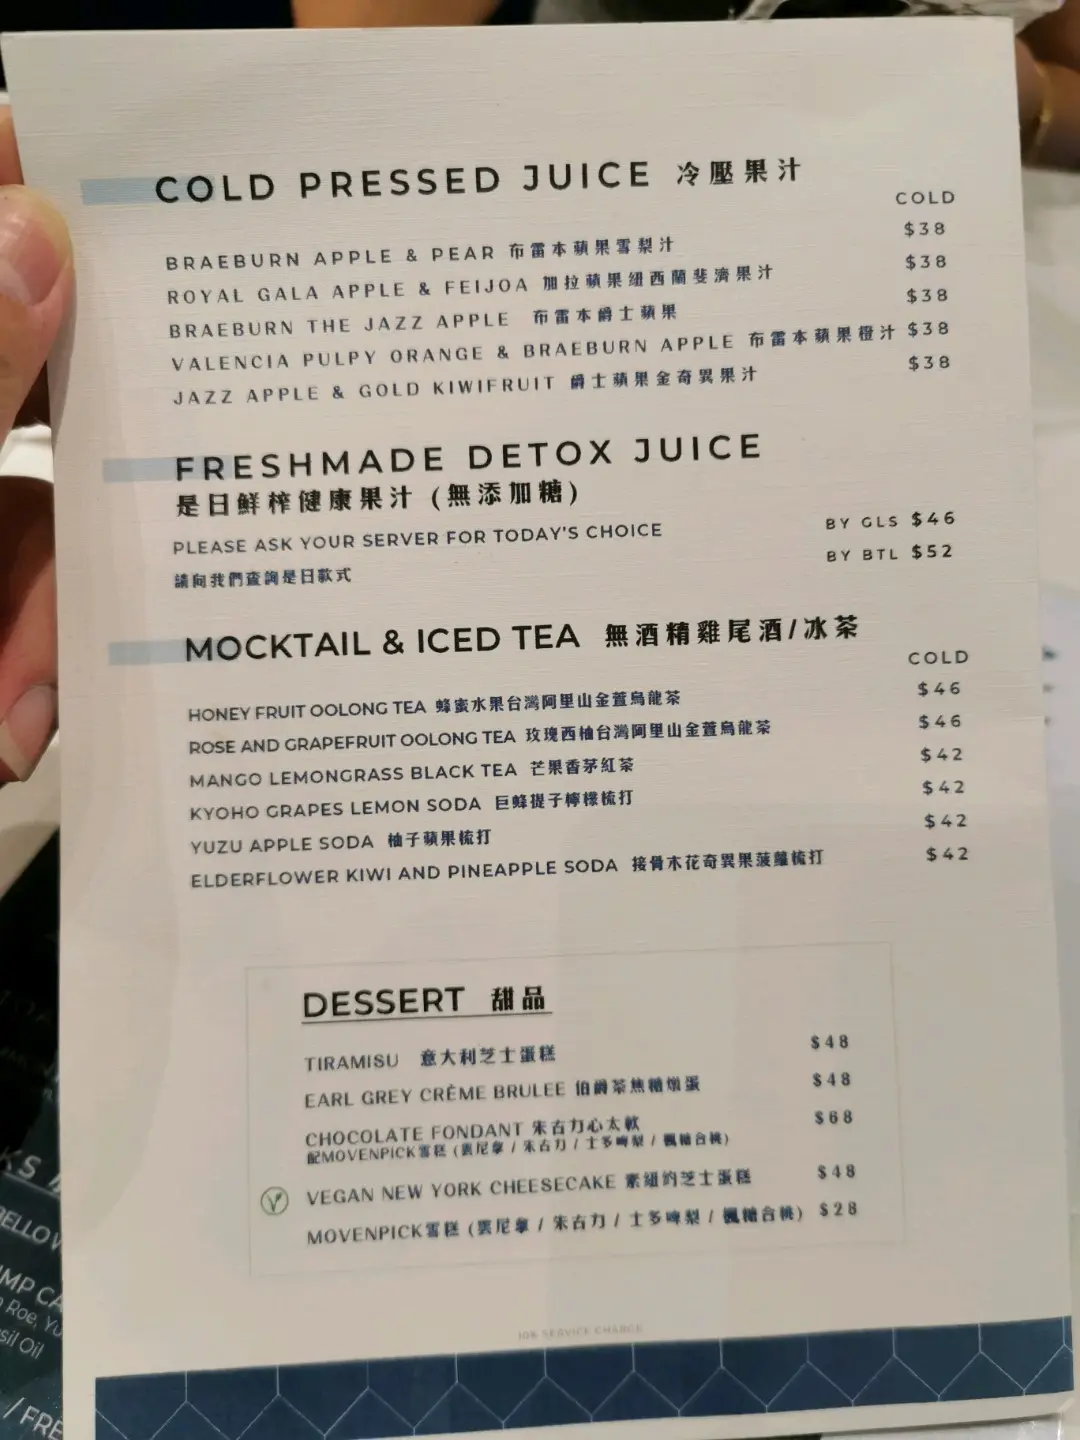 COLD PRESSED JUICE 冷壓果汁
COLD
BRAEBURN APPLE & PEAR 布雷本蘋果雪梨汁 $38
ROYAL GALA APPLE & FEIJOA 加拉蘋果紐西蘭斐濟果汁 $38
BRAEBURN THE JAZZ APPLE 布雷本爵士蘋果 $38
VALENCIA PULPY ORANGE & BRAEBURN APPLE 布雷本蘋果橙汁 $38
JAZZ APPLE & GOLD KIWIFRUIT 爵士蘋果金奇異果汁 $38
FRESHMADE DETOX JUICE
是日鮮榨健康果汁 (無添加糖)
PLEASE ASK YOUR SERVER FOR TODAY'S CHOICE BY GLS $46
請向我們查詢是日款式 BY BTL $52
MOCKTAIL & ICED TEA 無酒精雞尾酒/冰茶
COLD
HONEY FRUIT OOLONG TEA 蜂蜜水果台灣阿里山金萱烏龍茶 $46
ROSE AND GRAPEFRUIT OOLONG TEA 玫瑰西柚台灣阿里山金萱烏龍茶 $46
MANGO LEMONGRASS BLACK TEA 芒果香茅紅茶 $42
KYOHO GRAPES LEMON SODA 巨蜂提子檸檬梳打 $42
YUZU APPLE SODA 柚子蘋果梳打 $42
ELDERFLOWER KIWI AND PINEAPPLE SODA 接骨木花奇異果菠蘿梳打 $42
DESSERT 甜品
TIRAMISU 意大利芝士蛋糕 $48
EARL GREY CRÈME BRULEE 伯爵茶焦糖燉蛋 $48
CHOCOLATE FONDANT 朱古力心太軟 $68
配MOVENPICK雪糕 (雲尼拿 / 朱古力 / 士多啤梨 / 楓糖合桃)
VEGAN NEW YORK CHEESECAKE 素紐約芝士蛋糕 $48
MOVENPICK雪糕 (雲尼拿 / 朱古力 / 士多啤梨 / 楓糖合桃) $28
10% SERVICE CHARGE
KS
BELLO
MP CA
Roe, Yu
sil Oil
/ FRE